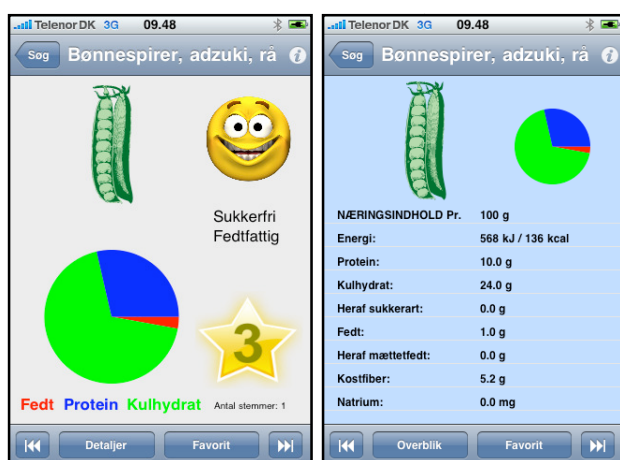 Telenor DK 3G 09.48
Søg Bønnespirer, adzuki, rå i
Sukkerfri
Fedtfattig
3
Fedt Protein Kulhydrat Antal stemmer: 1
Detaljer Favorit
Telenor DK 3G 09.48
Søg Bønnespirer, adzuki, rå i
NÆRINGSINDHOLD Pr. 100 g
Energi: 568 kJ / 136 kcal
Protein: 10.0 g
Kulhydrat: 24.0 g
Heraf sukkerart: 0.0 g
Fedt: 1.0 g
Heraf mættetfedt: 0.0 g
Kostfiber: 5.2 g
Natrium: 0.0 mg
Overblik Favorit